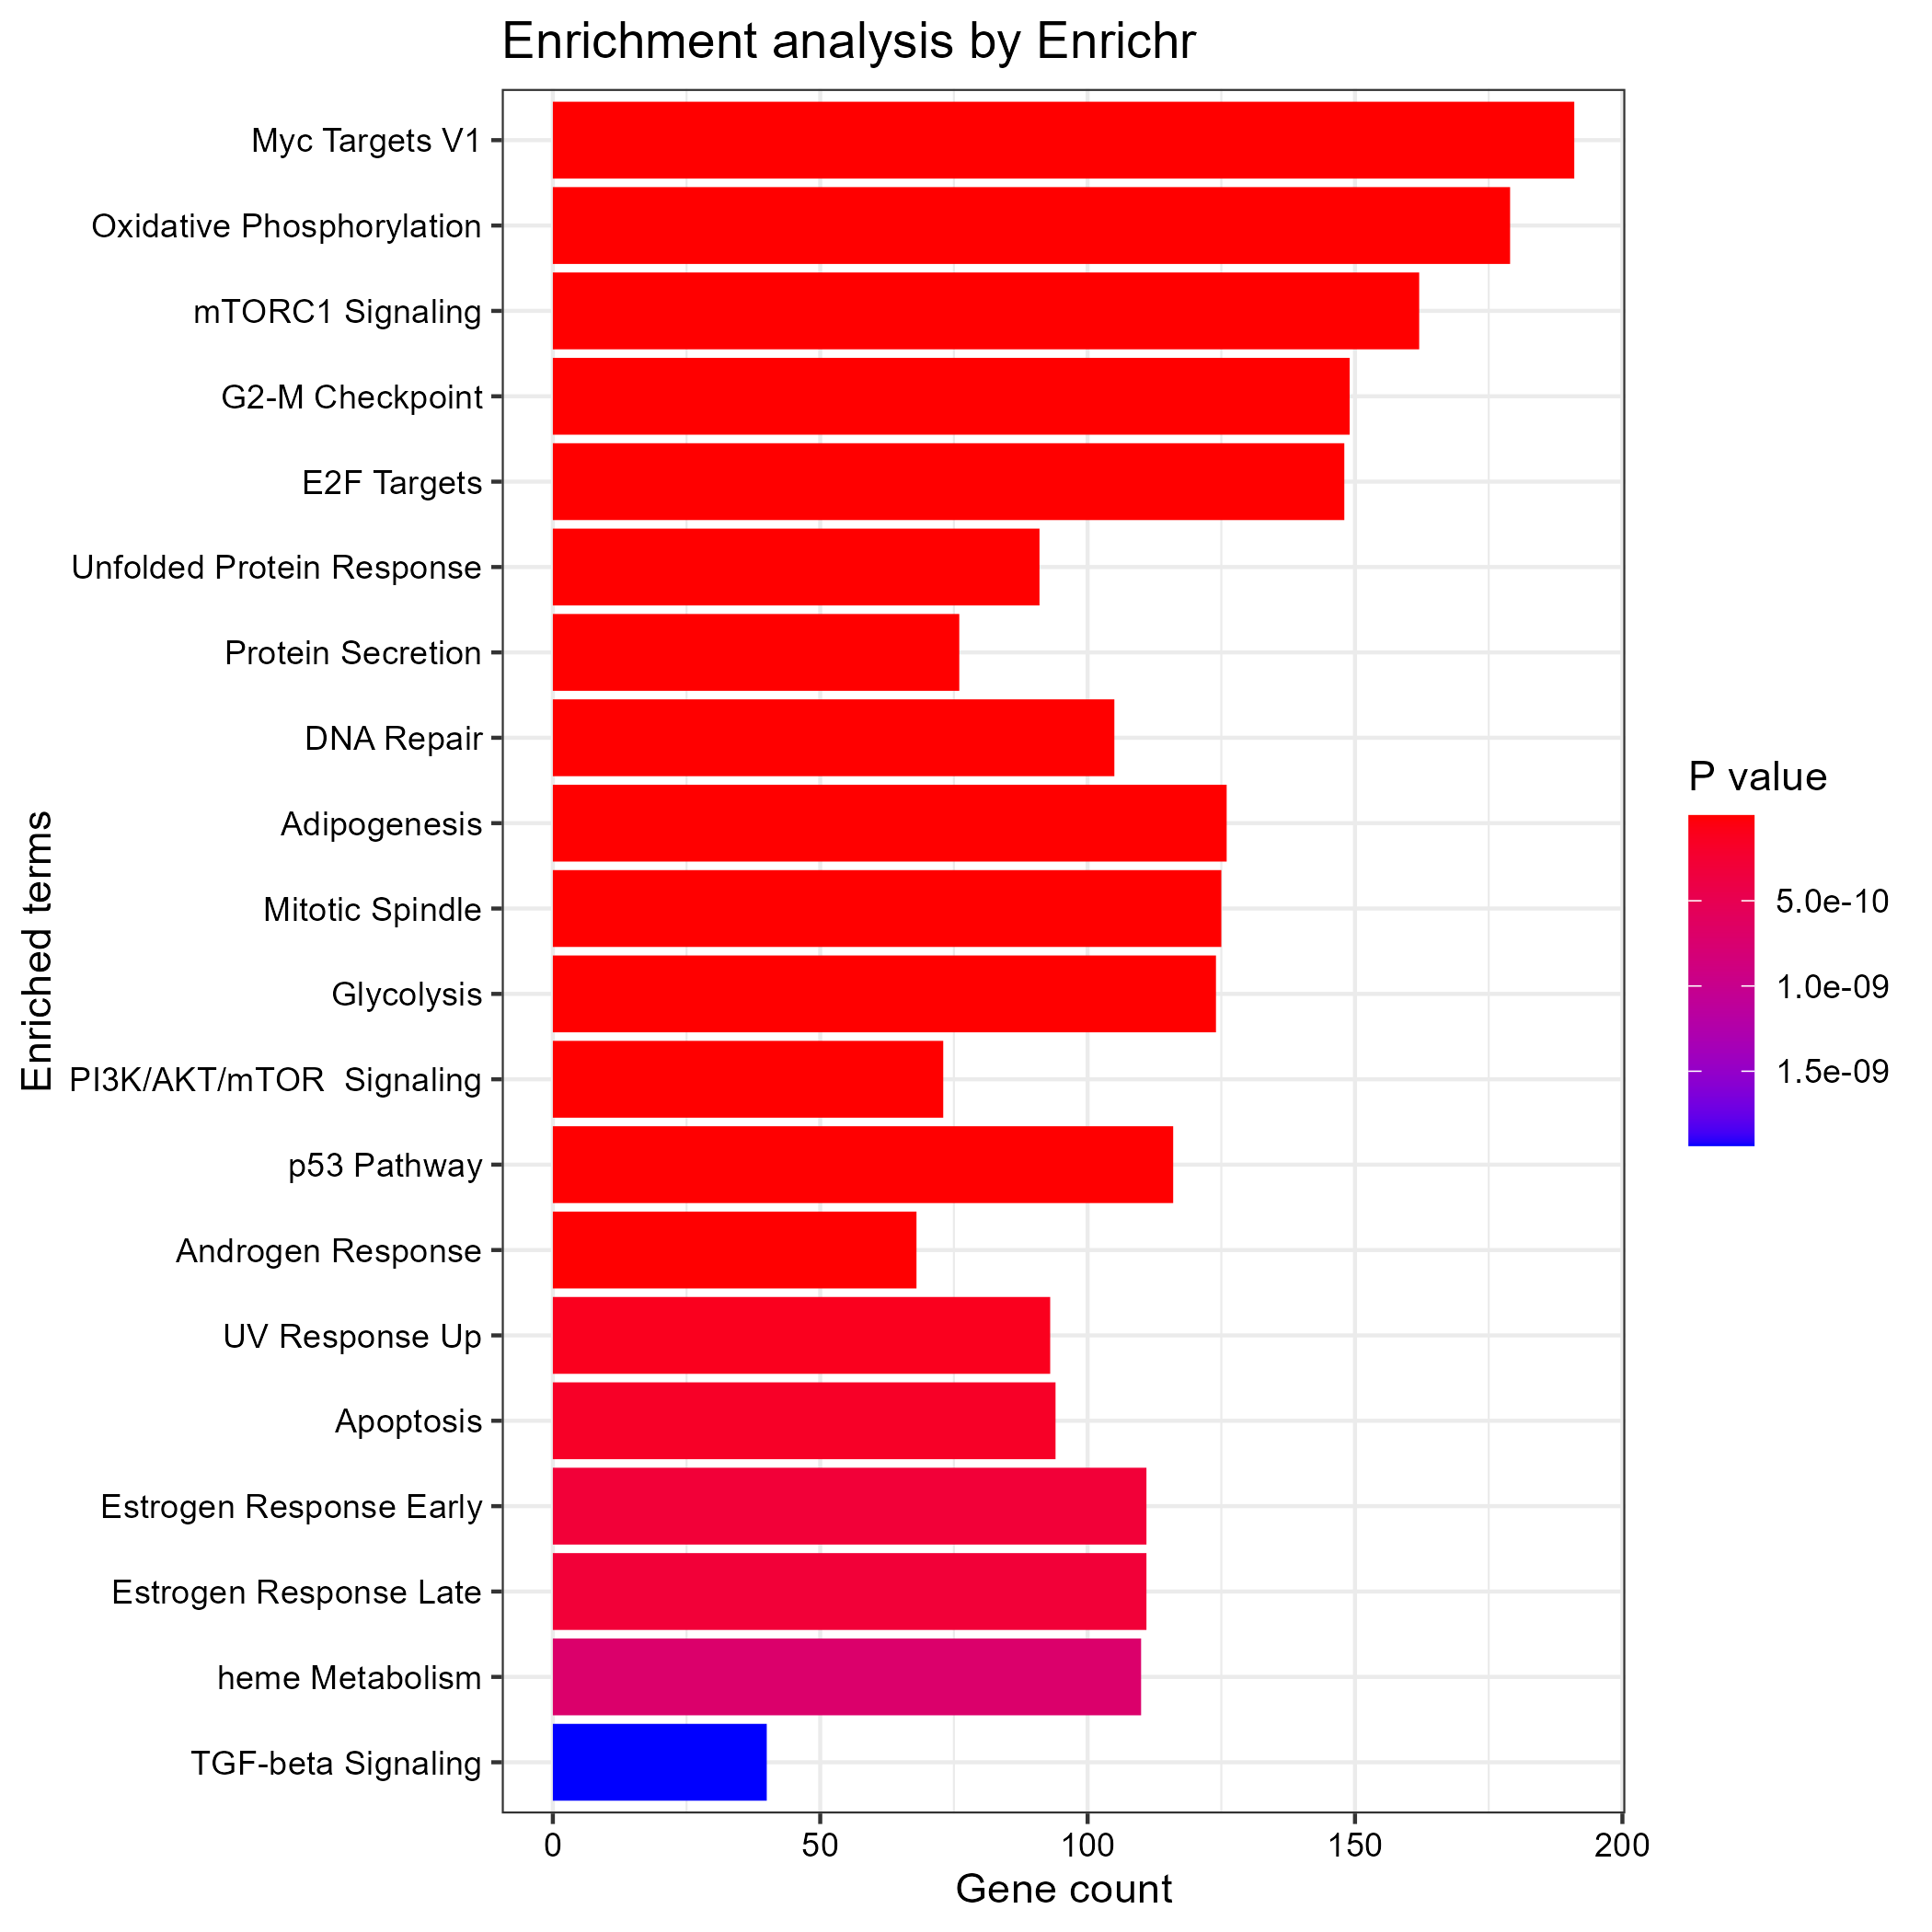 Enrichment analysis by Enrichr
Myc Targets V1
Oxidative Phosphorylation
mTORC1 Signaling
G2-M Checkpoint
E2F Targets
Unfolded Protein Response
Protein Secretion
DNA Repair
Adipogenesis
Mitotic Spindle
Glycolysis
PI3K/AKT/mTOR  Signaling
p53 Pathway
Androgen Response
UV Response Up
Apoptosis
Estrogen Response Early
Estrogen Response Late
heme Metabolism
TGF-beta Signaling
Enriched terms
0 50 100 150 200
Gene count
P value
5.0e-10
1.0e-09
1.5e-09